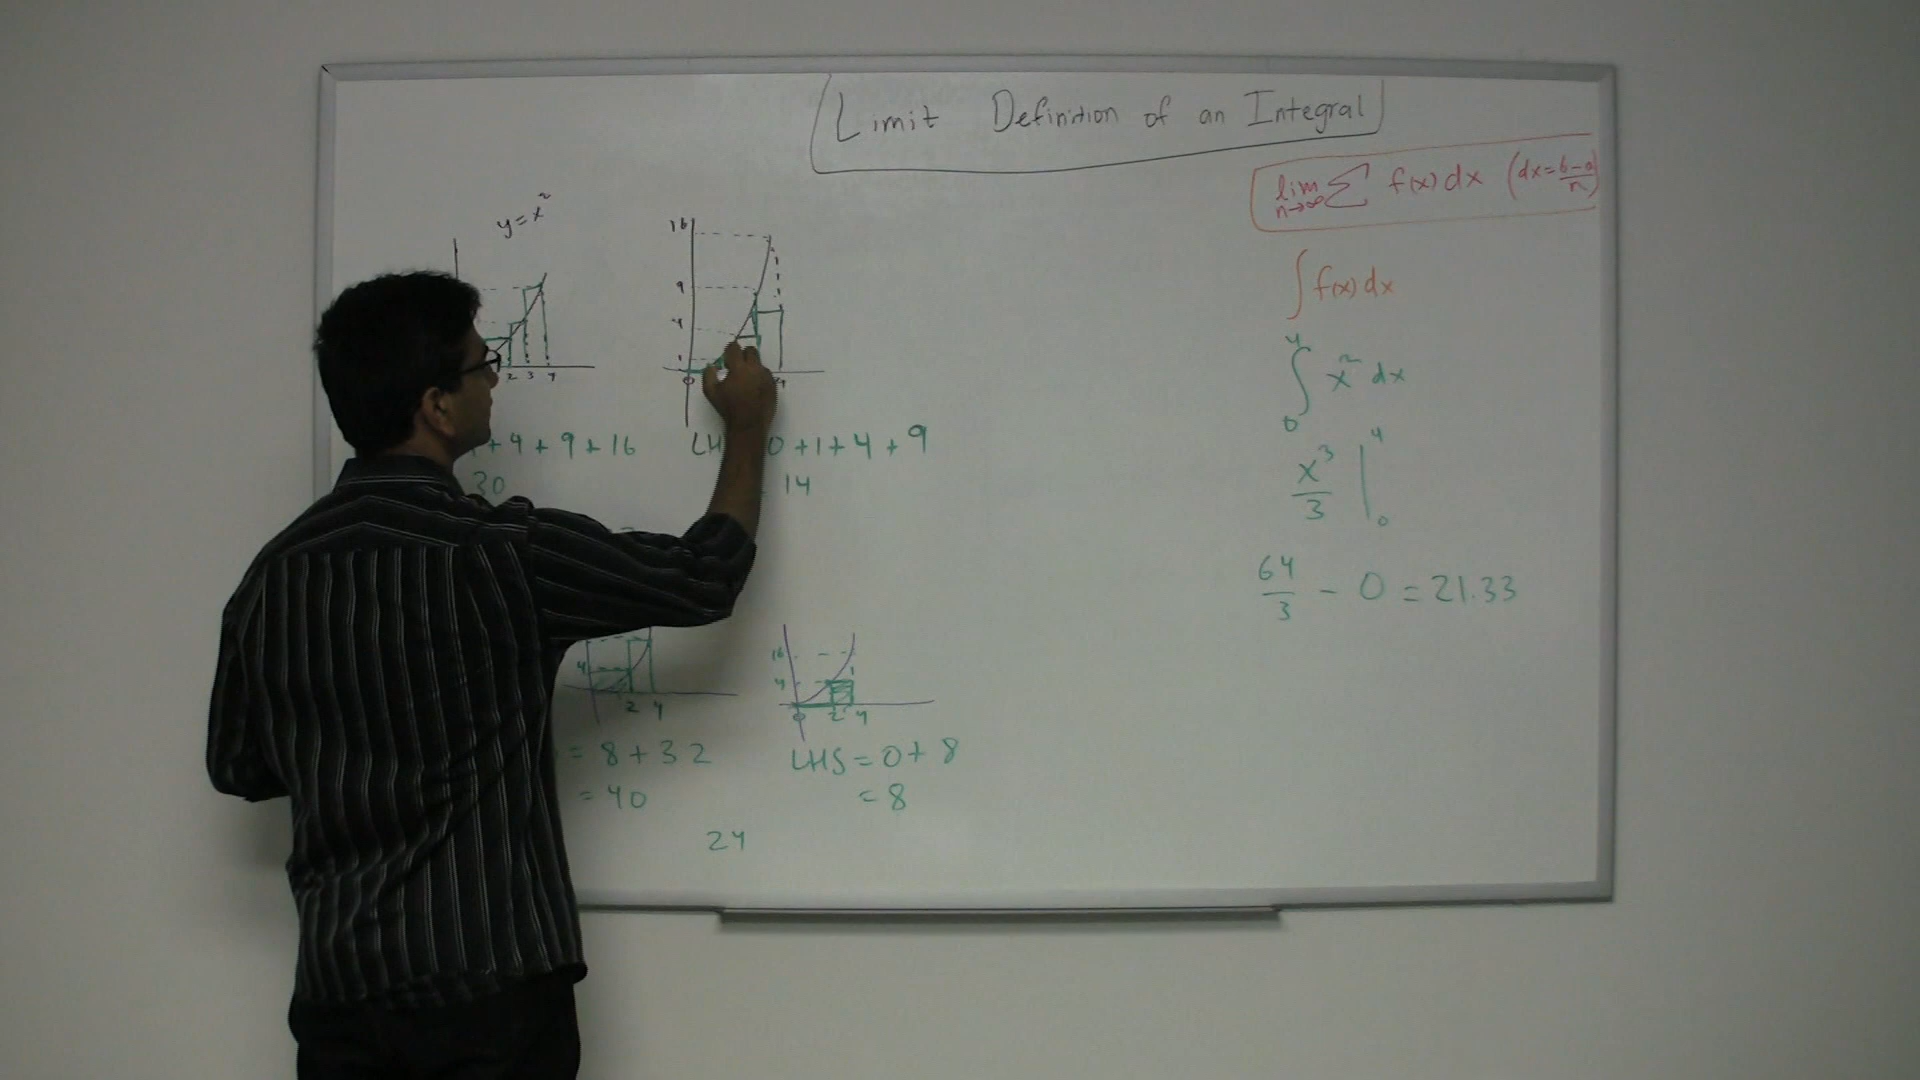 Limit Definition of an Integral
lim n→∞ Σ f(x) dx (dx = b-a/n)
y = x²
16
9
4
1
0
4
2 3 4
+ 4 + 9 + 16
30
LH 0 + 1 + 4 + 9
14
∫ f(x) dx
∫₀⁴ x² dx
x³/3 |₀⁴
64/3 - 0 = 21.33
4
2 4
= 8 + 32
= 40
16
4
0 2 4
LHS = 0 + 8
= 8
24